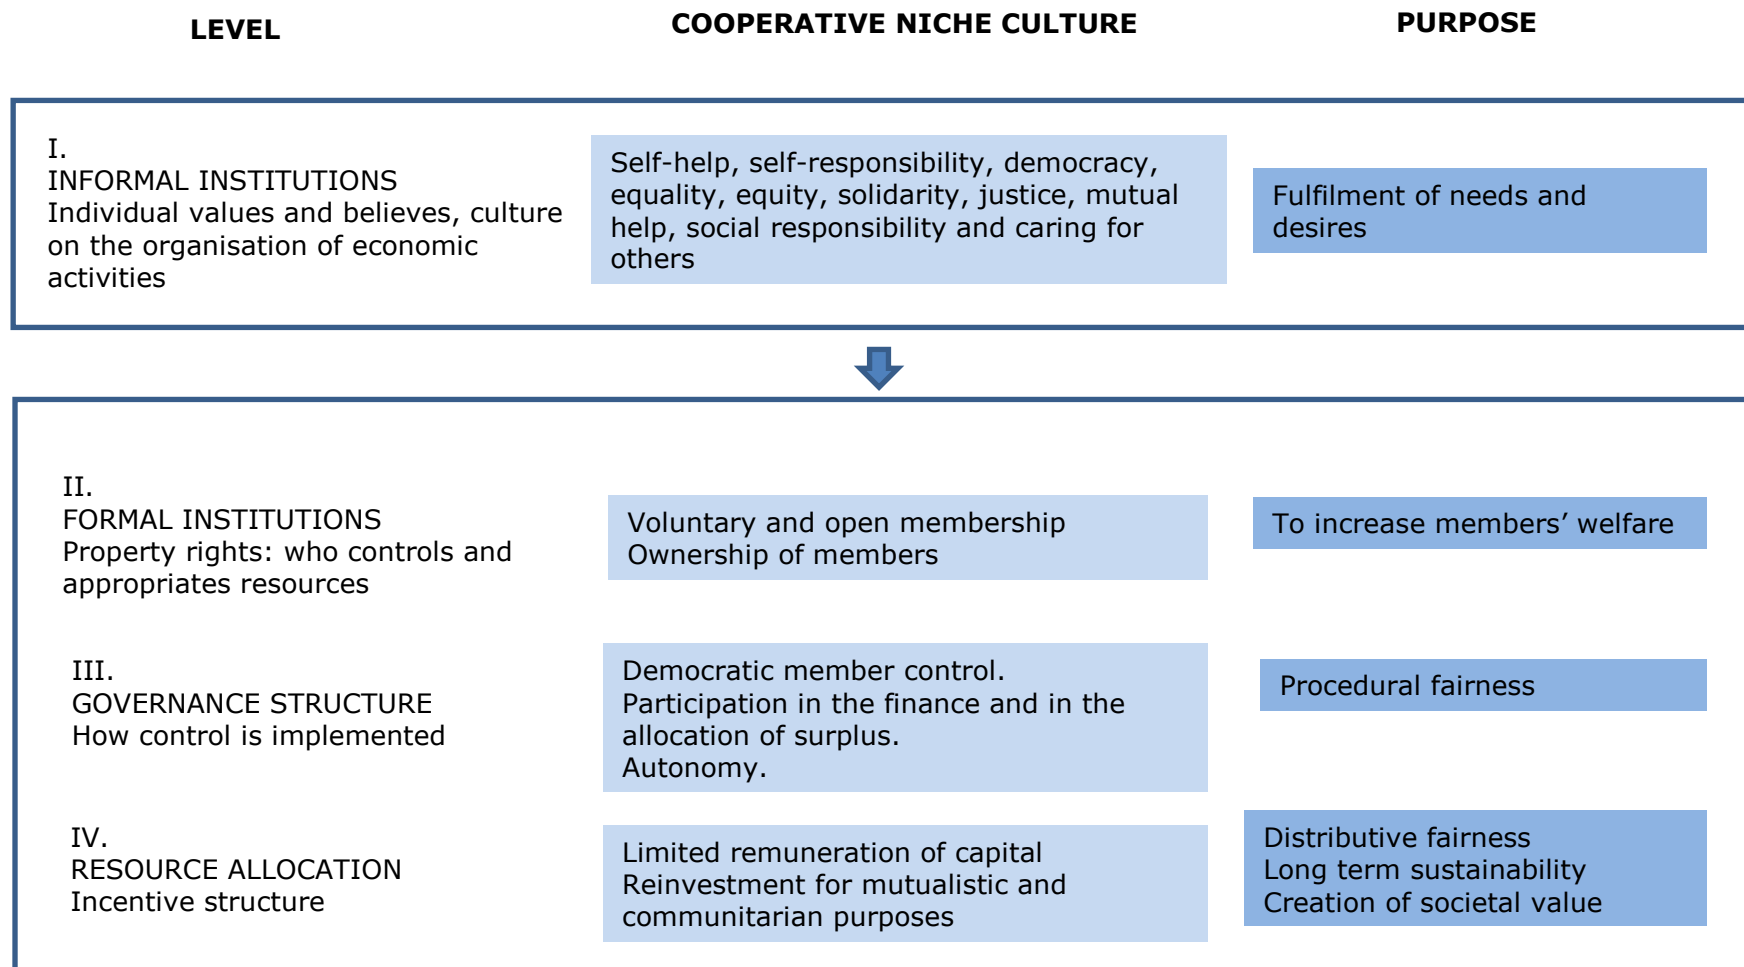 LEVEL
COOPERATIVE NICHE CULTURE
PURPOSE
I.
INFORMAL INSTITUTIONS
Individual values and believes, culture
on the organisation of economic
activities
Self-help, self-responsibility, democracy,
equality, equity, solidarity, justice, mutual
help, social responsibility and caring for
others
Fulfilment of needs and
desires
II.
FORMAL INSTITUTIONS
Property rights: who controls and
appropriates resources
Voluntary and open membership
Ownership of members
To increase members’ welfare
III.
GOVERNANCE STRUCTURE
How control is implemented
Democratic member control.
Participation in the finance and in the
allocation of surplus.
Autonomy.
Procedural fairness
IV.
RESOURCE ALLOCATION
Incentive structure
Limited remuneration of capital
Reinvestment for mutualistic and
communitarian purposes
Distributive fairness
Long term sustainability
Creation of societal value